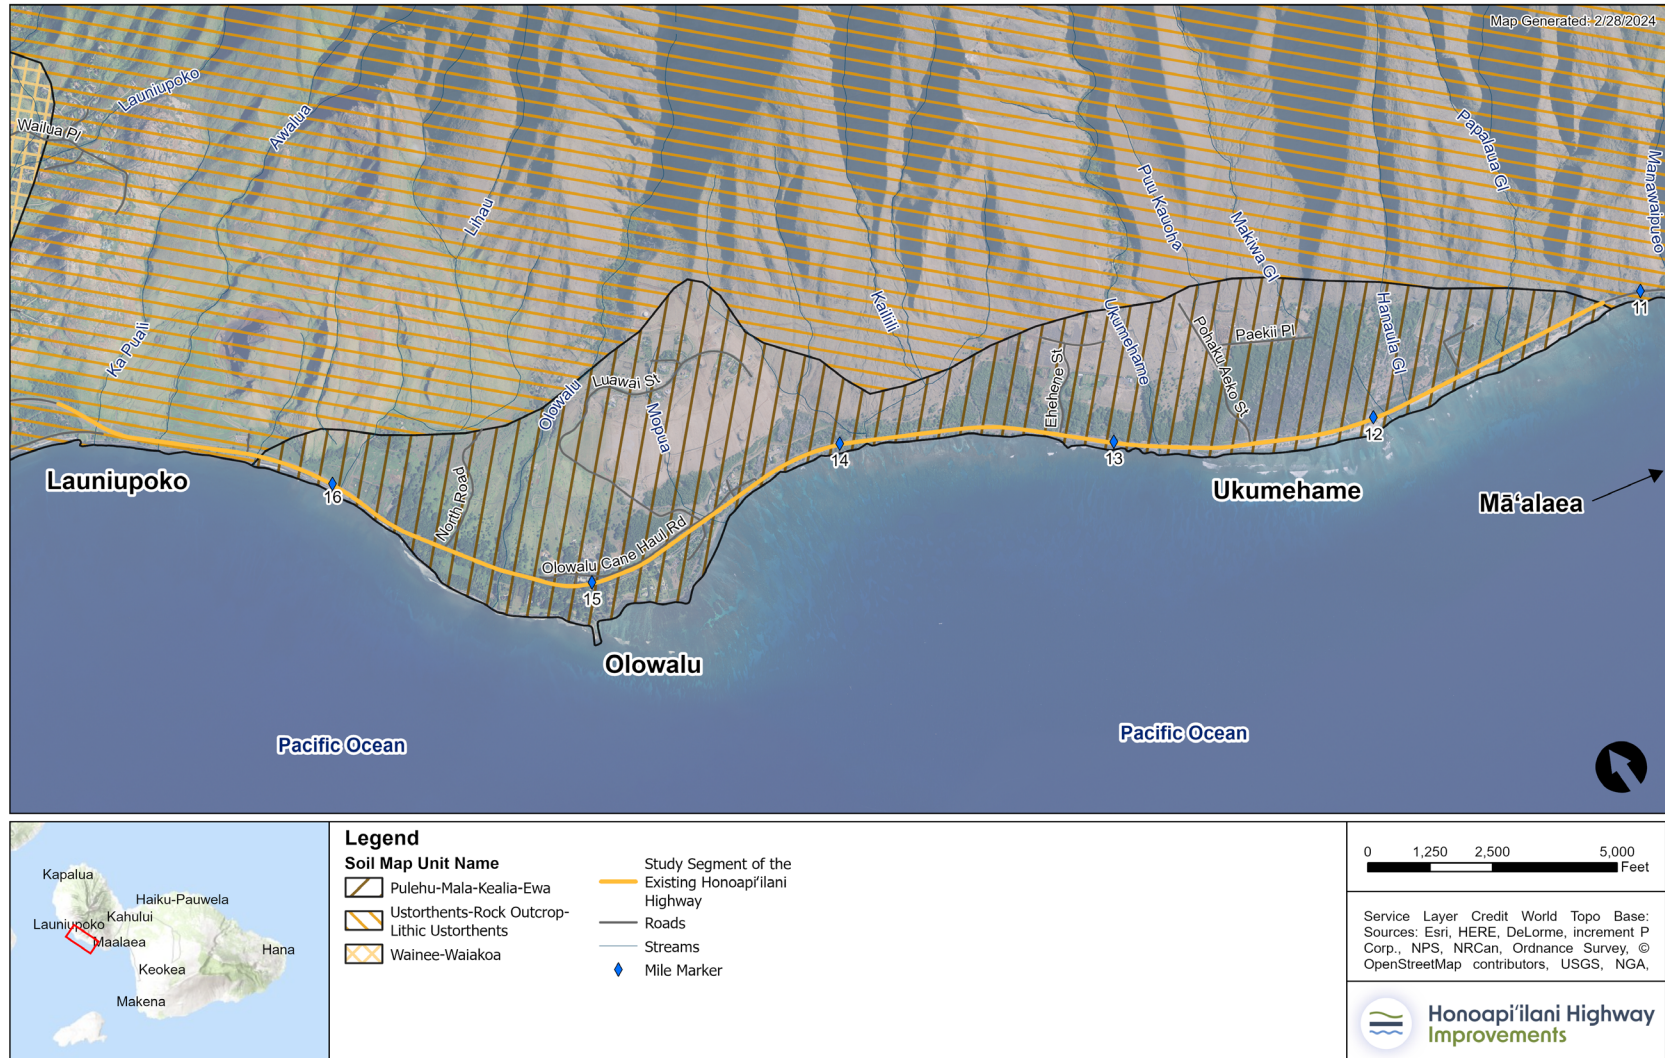 Map Generated: 2/28/2024
Launiupoko
Wailua Pl
Awalua
Lihau
Ka Pualii
Olowalu
Luawai St
Mopua
North Road
Olowalu Cane Haul Rd
Kailiili
Ehehene St
Ukumehame
Puu Kauoha
Makiwa Gl
Pohaku Aeko St
Paekii Pl
Hanaula Gl
Papalaua Gl
Manawaipueo
16
15
14
13
12
11
Launiupoko
Olowalu
Ukumehame
Mā‘alaea
Pacific Ocean
Pacific Ocean
Kapalua
Haiku-Pauwela
Kahului
Launiupoko
Maalaea
Hana
Keokea
Makena
Legend
Soil Map Unit Name
Pulehu-Mala-Kealia-Ewa
Ustorthents-Rock Outcrop-
Lithic Ustorthents
Wainee-Waiakoa
Study Segment of the
Existing Honoapi‘ilani
Highway
Roads
Streams
Mile Marker
0 1,250 2,500 5,000
Feet
Service Layer Credit World Topo Base:
Sources: Esri, HERE, DeLorme, increment P
Corp., NPS, NRCan, Ordnance Survey, ©
OpenStreetMap contributors, USGS, NGA,
Honoapi‘ilani Highway
Improvements